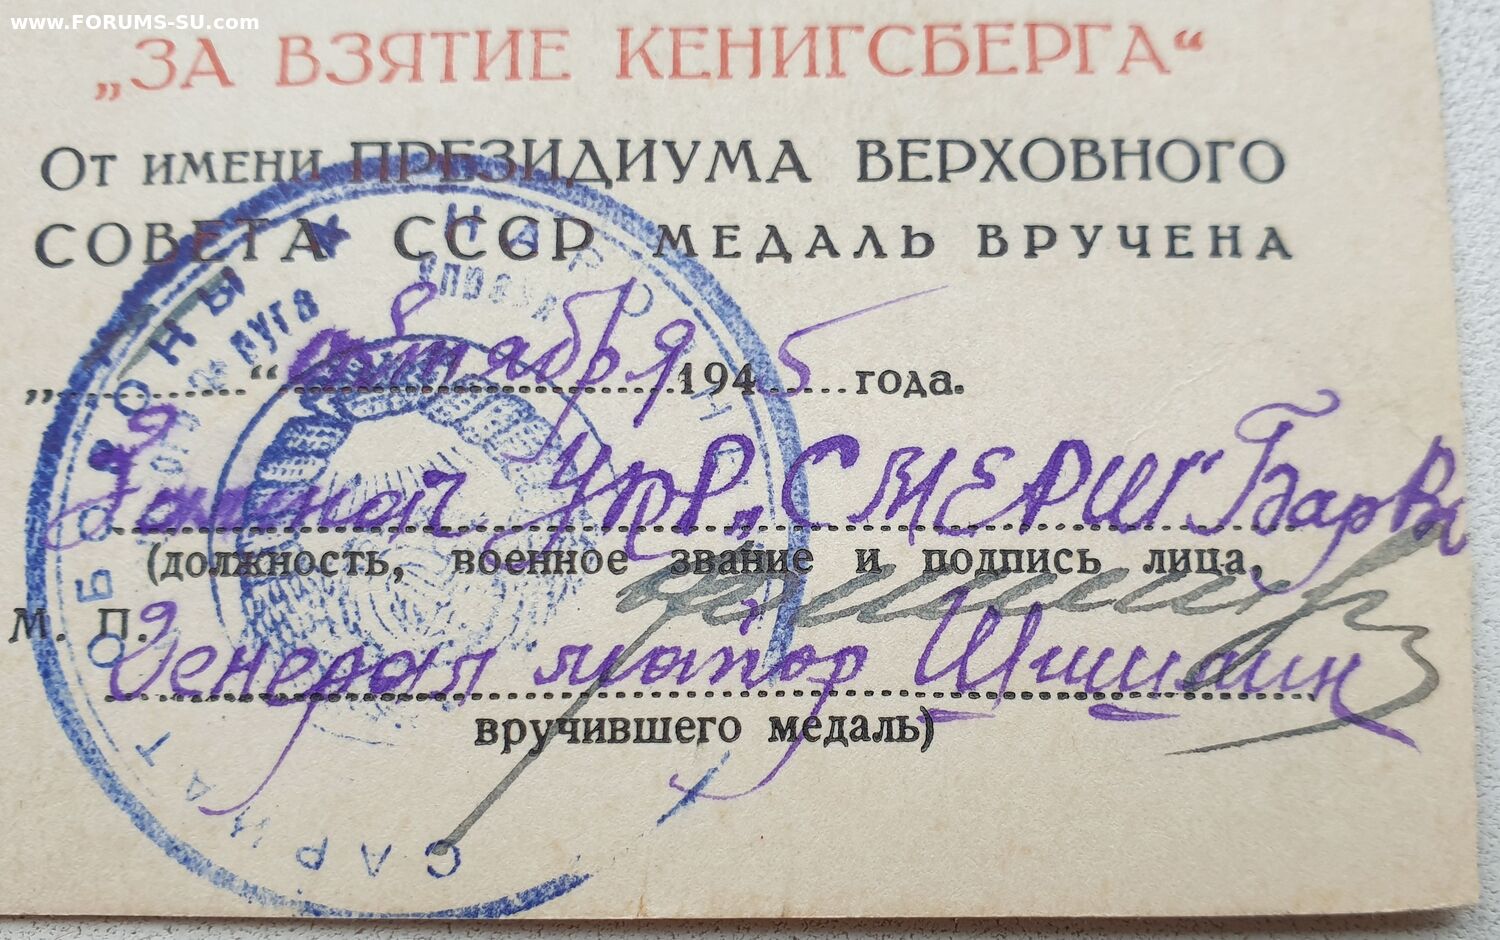 www.FORUMS-SU.com
„ЗА ВЗЯТИЕ КЕНИГСБЕРГА“
От имени ПРЕЗИДИУМА ВЕРХОВНОГО
СОВЕТА СССР МЕДАЛЬ ВРУЧЕНА
„ “ октября 1945 года.
Упр. „СМЕРШ“ БарВо
(должность, военное звание и подпись лица,
М. П.
Генерал майор
вручившего медаль)